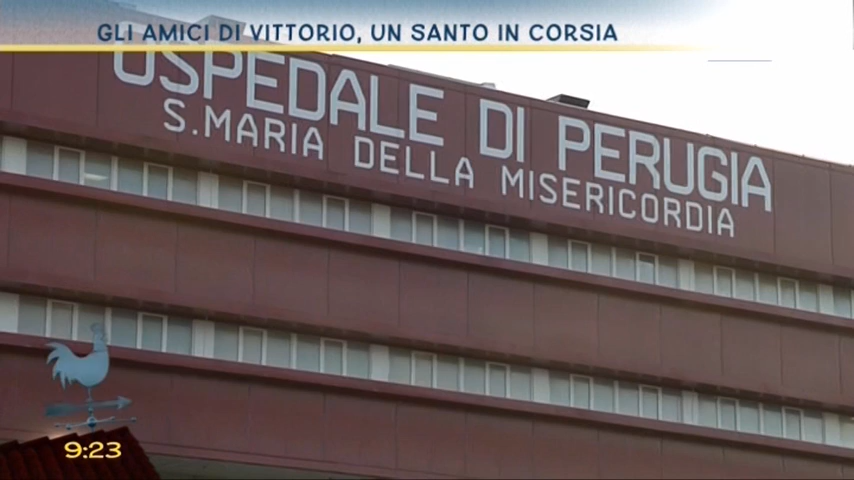 GLI AMICI DI VITTORIO, UN SANTO IN CORSIA
OSPEDALE DI PERUGIA
S.MARIA DELLA MISERICORDIA
9:23